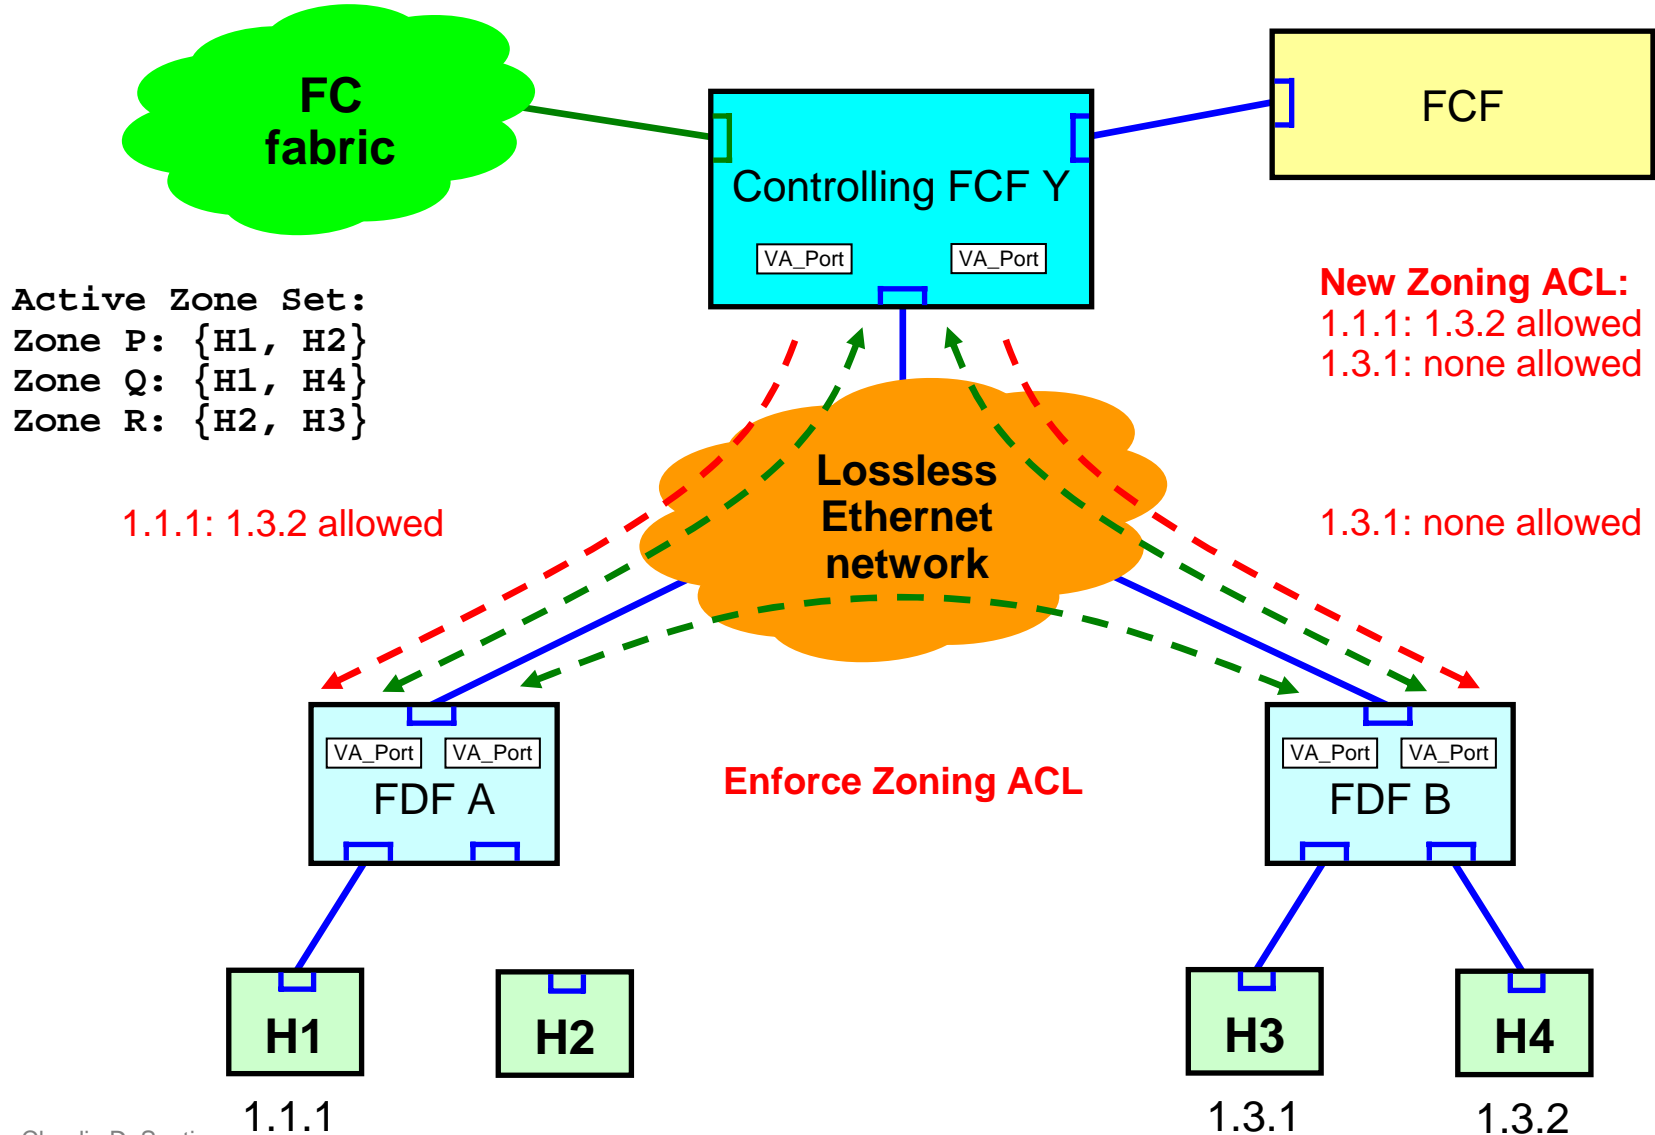 FC
fabric
Controlling FCF Y
VA_Port
VA_Port
FCF
Active Zone Set:
Zone P: {H1, H2}
Zone Q: {H1, H4}
Zone R: {H2, H3}
New Zoning ACL:
1.1.1: 1.3.2 allowed
1.3.1: none allowed
Lossless
Ethernet
network
1.1.1: 1.3.2 allowed
1.3.1: none allowed
VA_Port
VA_Port
FDF A
Enforce Zoning ACL
VA_Port
VA_Port
FDF B
H1
H2
H3
H4
1.1.1
1.3.1
1.3.2